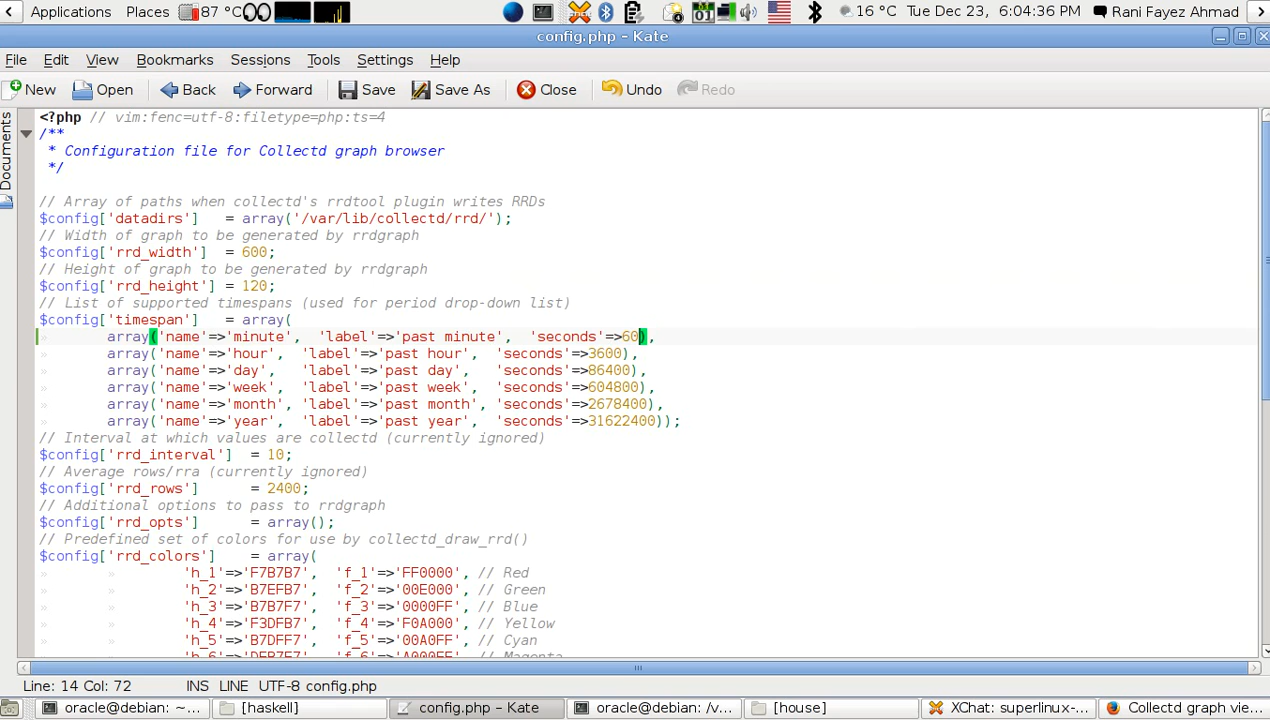 Applications Places 87 °C 16 °C Tue Dec 23, 6:04:36 PM Rani Fayez Ahmad
config.php - Kate
File Edit View Bookmarks Sessions Tools Settings Help
New Open Back Forward Save Save As Close Undo Redo
Documents
<?php // vim:fenc=utf-8:filetype=php:ts=4
/**
 * Configuration file for Collectd graph browser
 */
// Array of paths when collectd's rrdtool plugin writes RRDs
$config['datadirs'] = array('/var/lib/collectd/rrd/');
// Width of graph to be generated by rrdgraph
$config['rrd_width'] = 600;
// Height of graph to be generated by rrdgraph
$config['rrd_height'] = 120;
// List of supported timespans (used for period drop-down list)
$config['timespan'] = array(
array('name'=>'minute', 'label'=>'past minute', 'seconds'=>60),
array('name'=>'hour', 'label'=>'past hour', 'seconds'=>3600),
array('name'=>'day', 'label'=>'past day', 'seconds'=>86400),
array('name'=>'week', 'label'=>'past week', 'seconds'=>604800),
array('name'=>'month', 'label'=>'past month', 'seconds'=>2678400),
array('name'=>'year', 'label'=>'past year', 'seconds'=>31622400));
// Interval at which values are collectd (currently ignored)
$config['rrd_interval'] = 10;
// Average rows/rra (currently ignored)
$config['rrd_rows'] = 2400;
// Additional options to pass to rrdgraph
$config['rrd_opts'] = array();
// Predefined set of colors for use by collectd_draw_rrd()
$config['rrd_colors'] = array(
'h_1'=>'F7B7B7', 'f_1'=>'FF0000', // Red
'h_2'=>'B7EFB7', 'f_2'=>'00E000', // Green
'h_3'=>'B7B7F7', 'f_3'=>'0000FF', // Blue
'h_4'=>'F3DFB7', 'f_4'=>'F0A000', // Yellow
'h_5'=>'B7DFF7', 'f_5'=>'00A0FF', // Cyan
'h_6'=>'DFB7F7', 'f_6'=>'A000FF', // Magenta
Line: 14 Col: 72 INS LINE UTF-8 config.php
oracle@debian: ~... [haskell] config.php - Kate oracle@debian: /v... [house] XChat: superlinux-... Collectd graph vie...